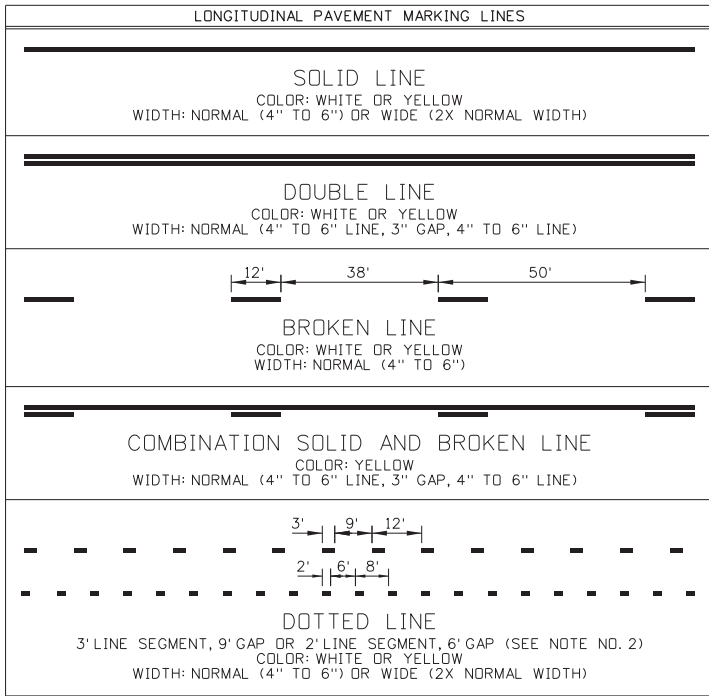 LONGITUDINAL PAVEMENT MARKING LINES
SOLID LINE
COLOR: WHITE OR YELLOW
WIDTH: NORMAL (4" TO 6") OR WIDE (2X NORMAL WIDTH)
DOUBLE LINE
COLOR: WHITE OR YELLOW
WIDTH: NORMAL (4" TO 6" LINE, 3" GAP, 4" TO 6" LINE)
12' 38' 50'
BROKEN LINE
COLOR: WHITE OR YELLOW
WIDTH: NORMAL (4" TO 6")
COMBINATION SOLID AND BROKEN LINE
COLOR: YELLOW
WIDTH: NORMAL (4" TO 6" LINE, 3" GAP, 4" TO 6" LINE)
3' 9' 12'
2' 6' 8'
DOTTED LINE
3' LINE SEGMENT, 9' GAP OR 2' LINE SEGMENT, 6' GAP (SEE NOTE NO. 2)
COLOR: WHITE OR YELLOW
WIDTH: NORMAL (4" TO 6") OR WIDE (2X NORMAL WIDTH)